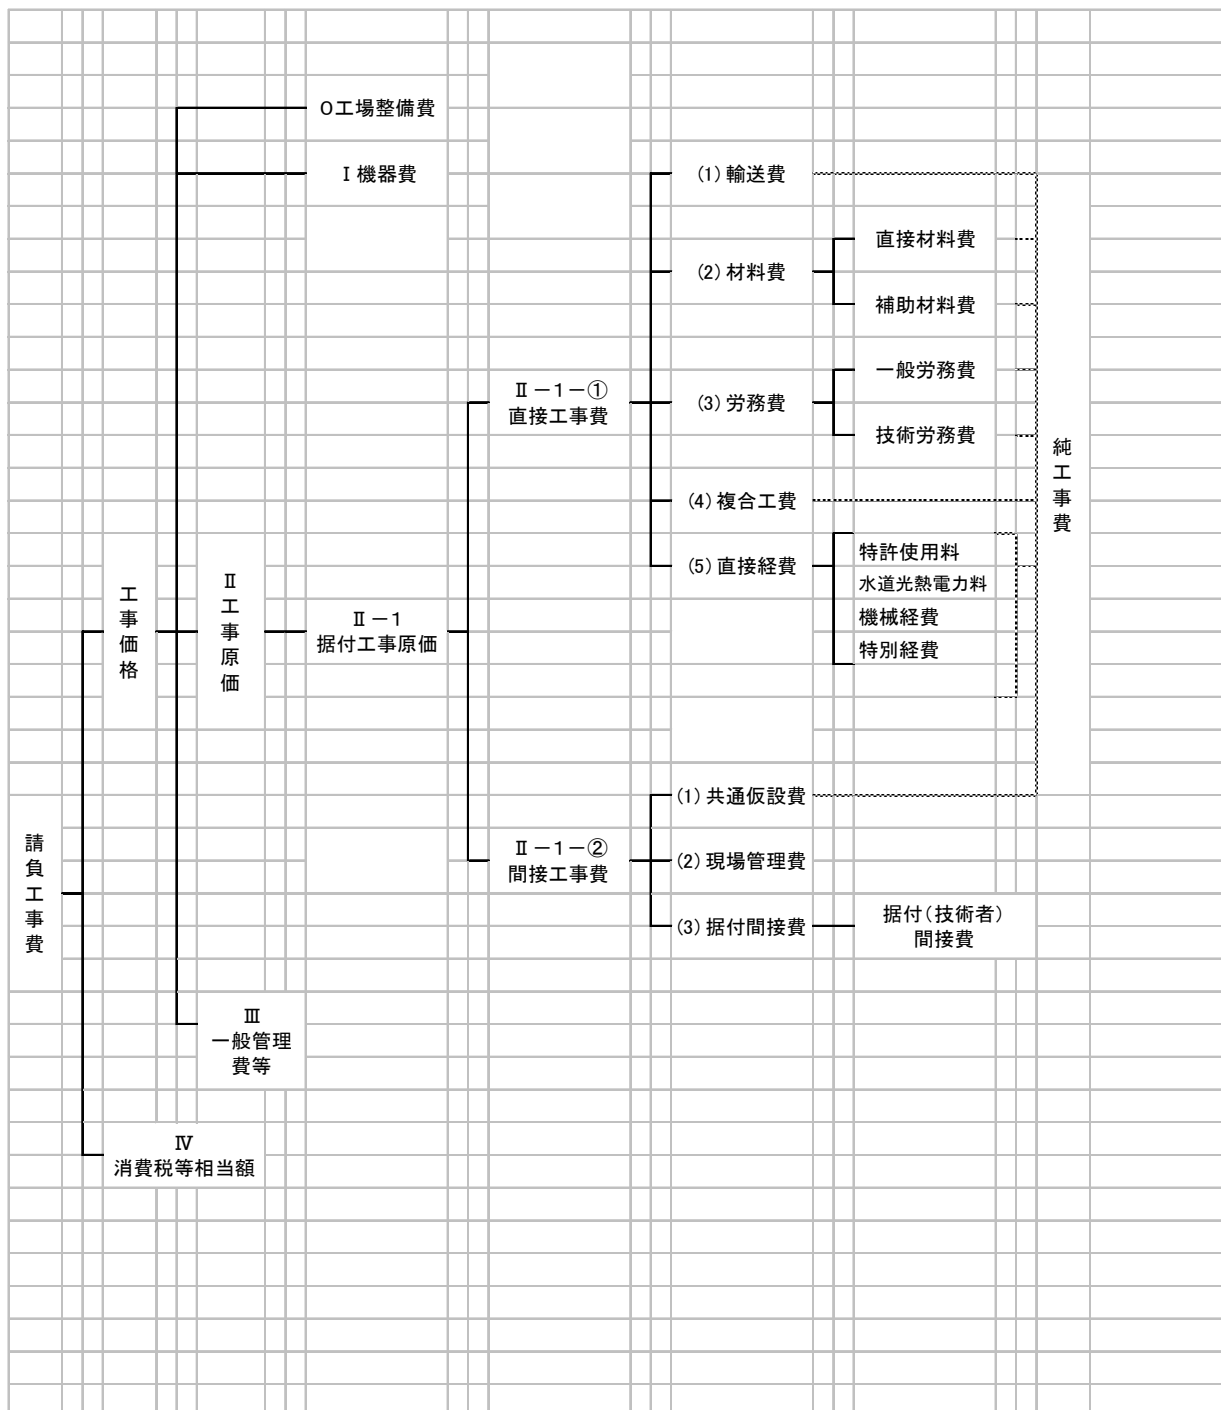 O工場整備費
Ⅰ機器費
(1)輸送費
直接材料費
(2)材料費
補助材料費
一般労務費
Ⅱ－1－①
直接工事費
(3)労務費
技術労務費
純工事費
(4)複合工費
(5)直接経費
特許使用料
水道光熱電力料
機械経費
特別経費
工事価格
Ⅱ工事原価
Ⅱ－1
据付工事原価
(1)共通仮設費
請負工事費
Ⅱ－1－②
間接工事費
(2)現場管理費
(3)据付間接費
据付(技術者)
間接費
Ⅲ
一般管理
費等
Ⅳ
消費税等相当額